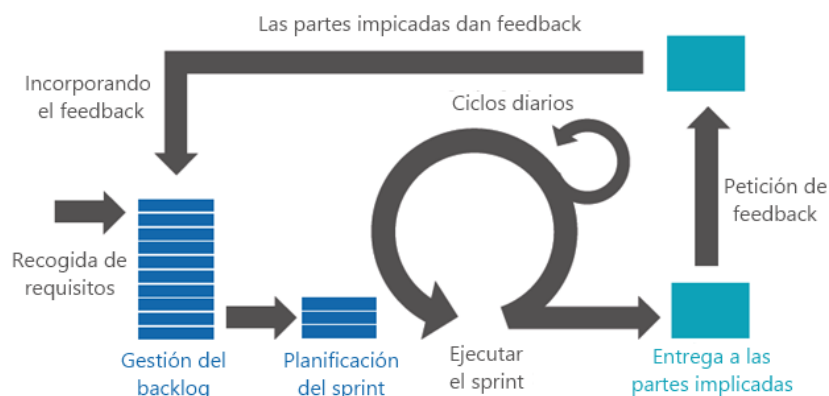 Las partes impicadas dan feedback
Incorporando
el feedback
Ciclos diarios
Petición de
feedback
Recogida de
requisitos
Gestión del
backlog
Planificación
del sprint
Ejecutar
el sprint
Entrega a las
partes implicadas